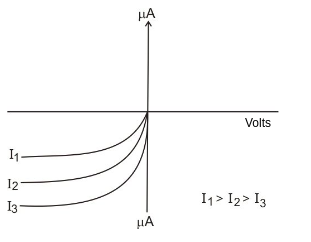 μA
Volts
I₁
I₂
I₃
I₁ > I₂ > I₃
μA